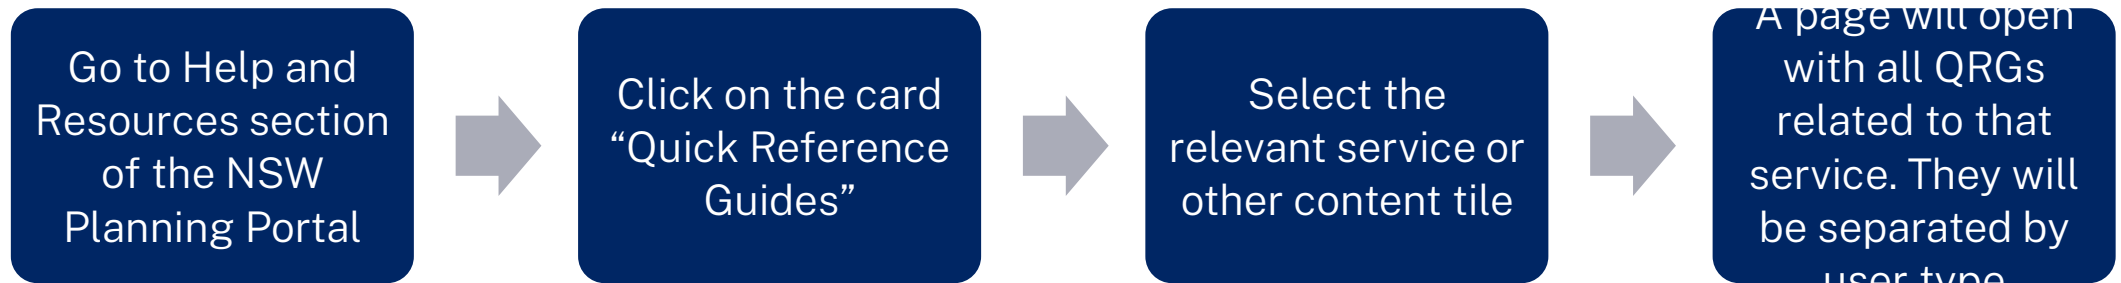 Go to Help and
Resources section
of the NSW
Planning Portal
Click on the card
“Quick Reference
Guides”
Select the
relevant service or
other content tile
A page will open
with all QRGs
related to that
service. They will
be separated by
user type